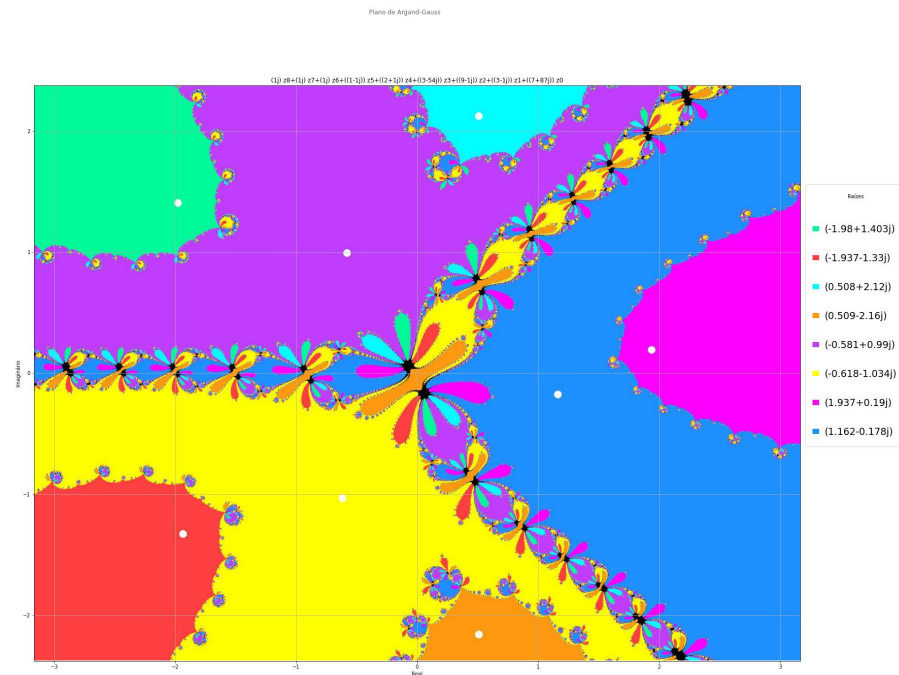 Plano de Argand-Gauss
(1j) z8+(1j) z7+(1j) z6+((1-1j)) z5+((2+1j)) z4+((3-54j)) z3+((9-1j)) z2+((3-1j)) z1+((7+87j)) z0
Raízes
(-1.98+1.403j)
(-1.937-1.33j)
(0.508+2.12j)
(0.509-2.16j)
(-0.581+0.99j)
(-0.618-1.034j)
(1.937+0.19j)
(1.162-0.178j)
Imaginário
2
1
0
−1
−2
−3
−2
−1
0
1
2
3
Real